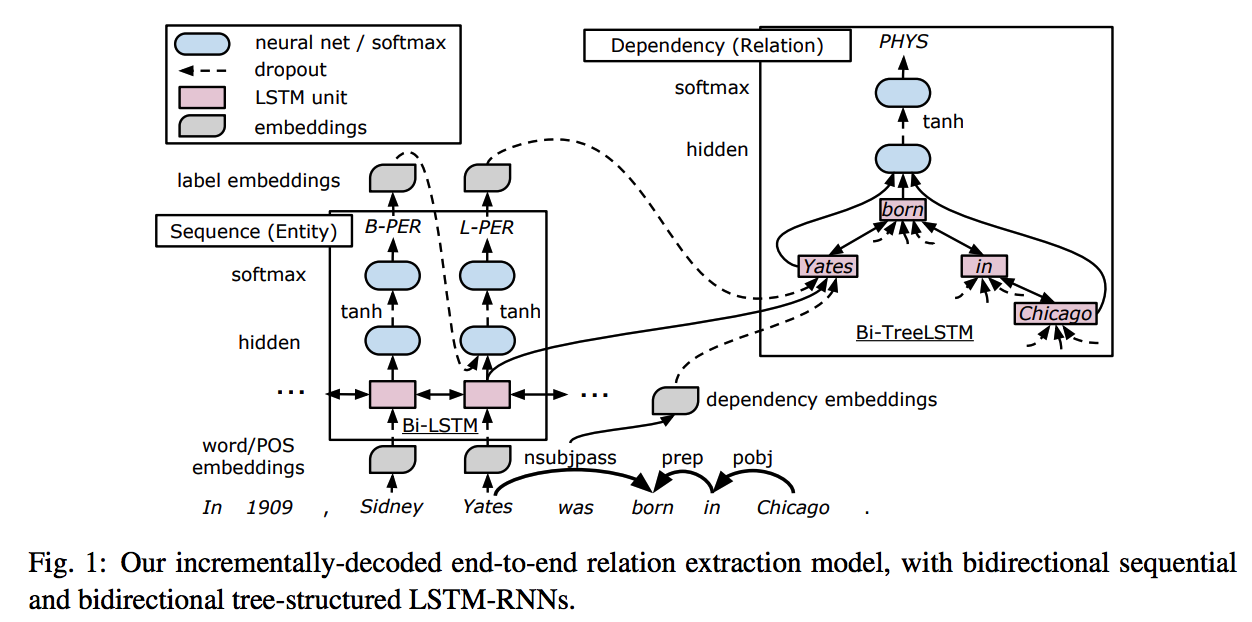 neural net / softmax
dropout
LSTM unit
embeddings
Dependency (Relation)
PHYS
softmax
tanh
hidden
born
Yates
in
Chicago
Bi-TreeLSTM
label embeddings
Sequence (Entity)
B-PER
L-PER
softmax
tanh
tanh
hidden
...
...
Bi-LSTM
dependency embeddings
word/POS
embeddings
nsubjpass
prep
pobj
In 1909 , Sidney Yates was born in Chicago .
Fig. 1: Our incrementally-decoded end-to-end relation extraction model, with bidirectional sequential
and bidirectional tree-structured LSTM-RNNs.